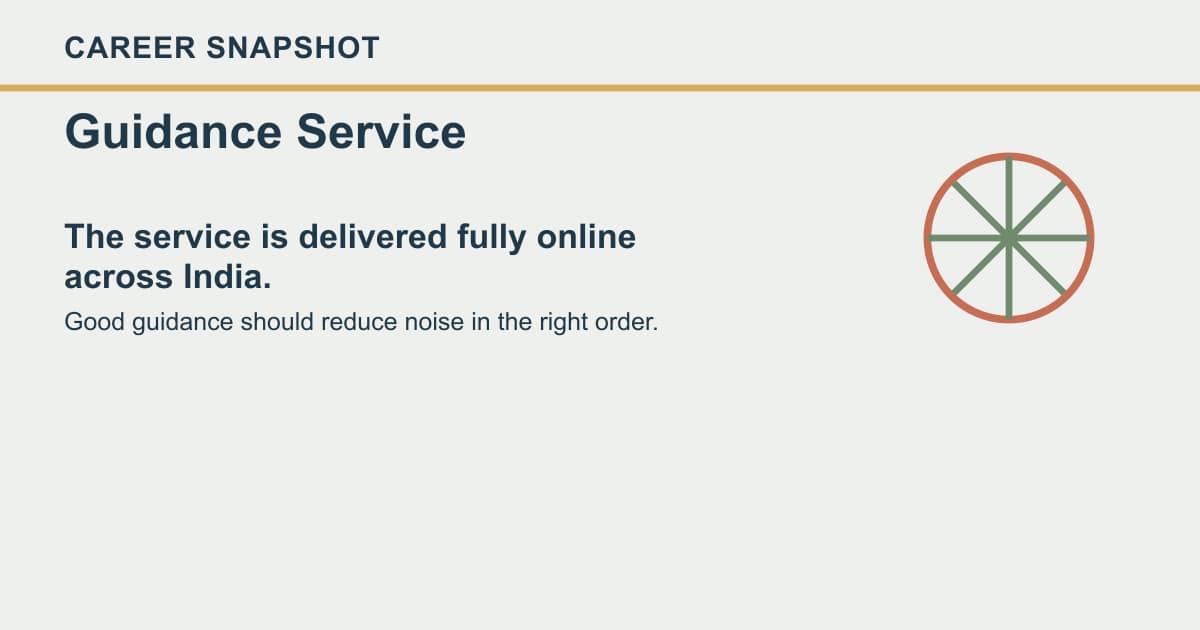 CAREER SNAPSHOT
Guidance Service
The service is delivered fully online
across India.
Good guidance should reduce noise in the right order.